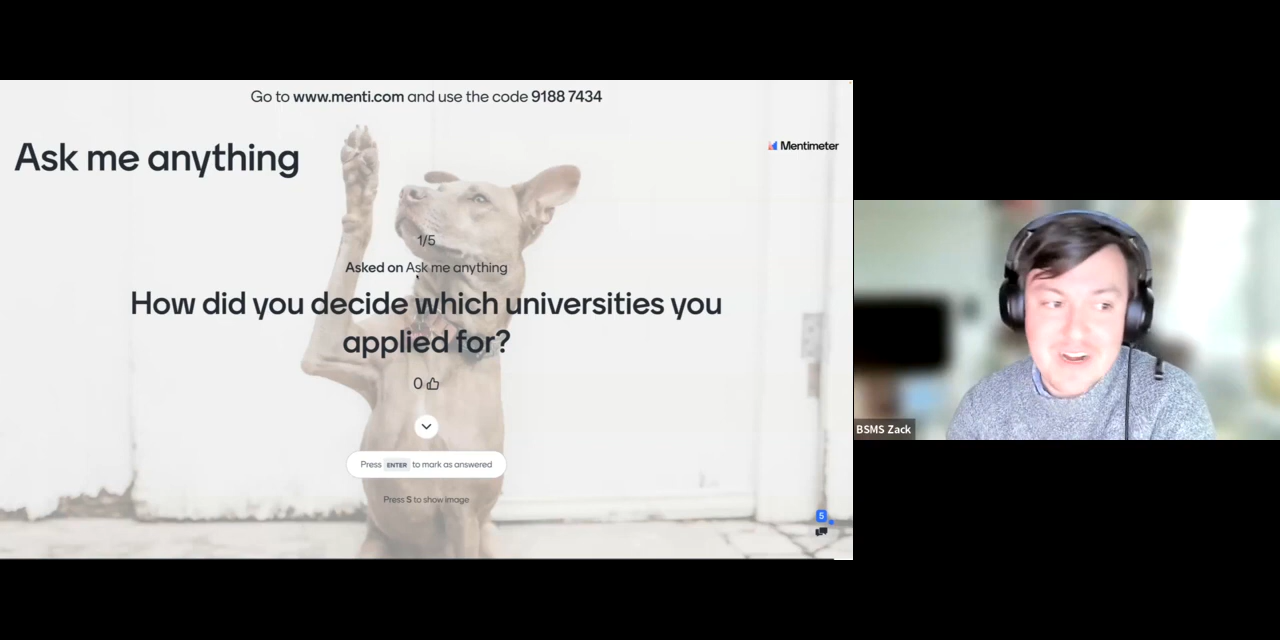 Go to www.menti.com and use the code 9188 7434
Ask me anything
Mentimeter
1/5
Asked on Ask me anything
How did you decide which universities you
applied for?
0
Press ENTER to mark as answered
Press S to show image
5
BSMS Zack